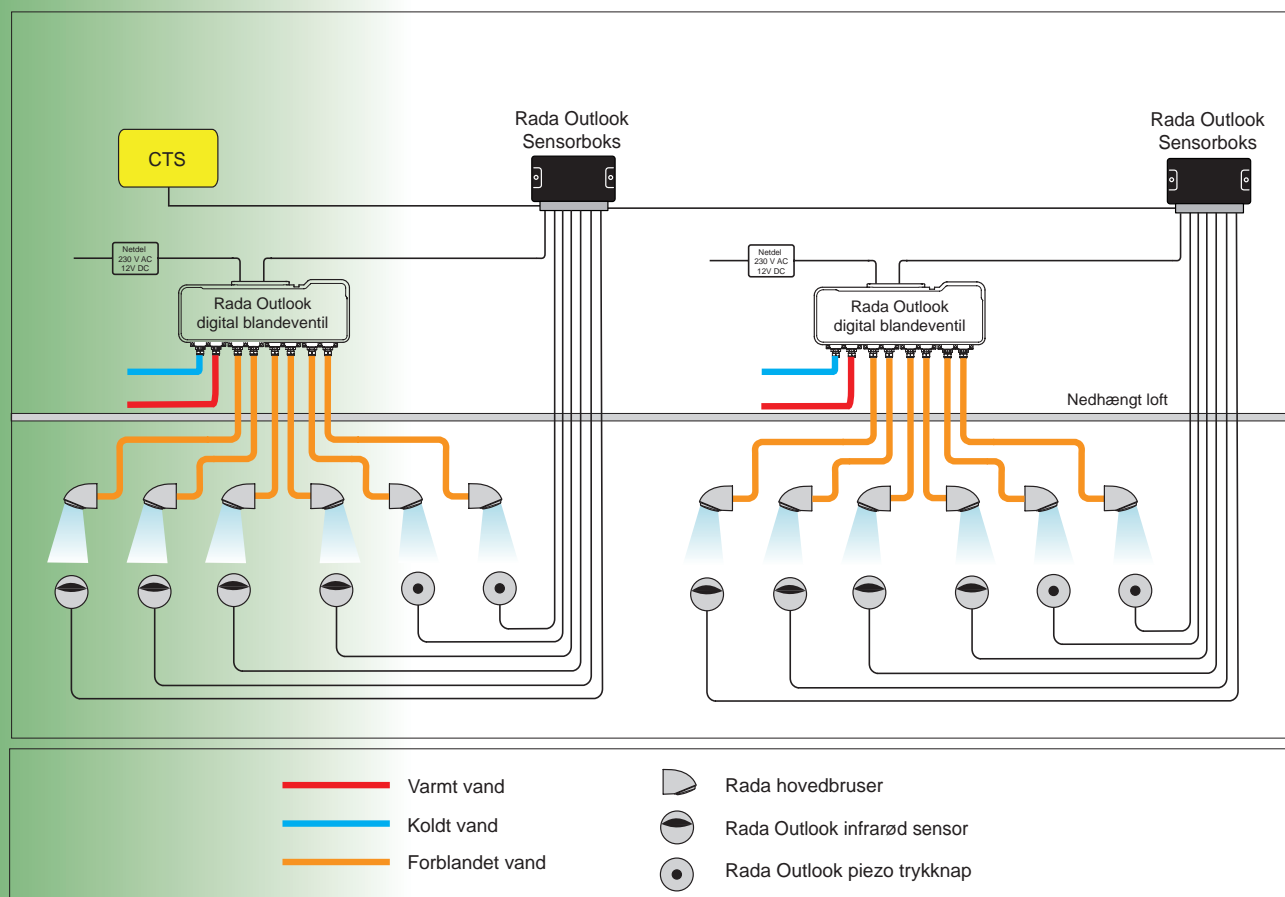 Rada Outlook
Sensorboks
Rada Outlook
Sensorboks
CTS
Netdel
230 V AC
12V DC
Netdel
230 V AC
12V DC
Rada Outlook
digital blandeventil
Rada Outlook
digital blandeventil
Nedhængt loft
Varmt vand
Koldt vand
Forblandet vand
Rada hovedbruser
Rada Outlook infrarød sensor
Rada Outlook piezo trykknap